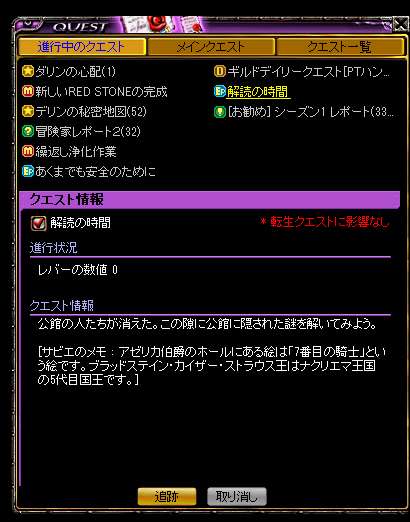 QUEST
進行中のクエスト メインクエスト クエスト一覧
ダリンの心配(1) ギルドデイリークエスト[PTハン...
新しいRED STONEの完成 解読の時間
デリンの秘密地図(52) [お勧め] シーズン1 レポート(33...
冒険家レポート2(32)
繰返し浄化作業
あくまでも安全のために
クエスト情報
解読の時間 * 転生クエストに影響なし
進行状況
レバーの数値 0
クエスト情報
公館の人たちが消えた。この隙に公館に隠された謎を解いてみよう。
[サビエのメモ : アゼリカ伯爵のホールにある絵は「7番目の騎士」とい
う絵です。ブラッドステイン・カイザー・ストラウス王はナクリエマ王国
の5代目国王です。]
追跡 取り消し